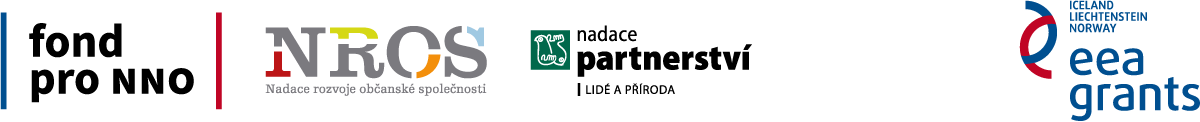 fond
pro NNO
NROS
Nadace rozvoje občanské společnosti
nadace
partnerství
LIDÉ A PŘÍRODA
ICELAND
LIECHTENSTEIN
NORWAY
eea
grants